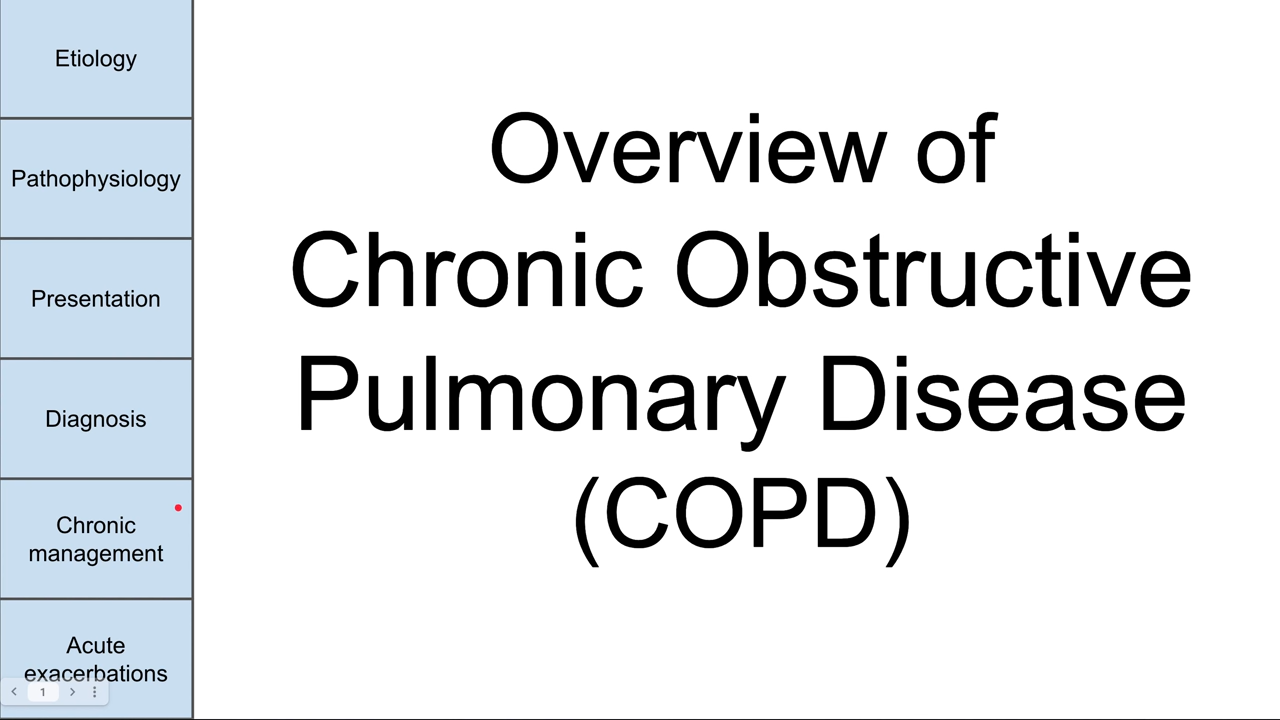 Etiology
Pathophysiology
Presentation
Diagnosis
Chronic
management
Acute
exacerbations
1
Overview of
Chronic Obstructive
Pulmonary Disease
(COPD)